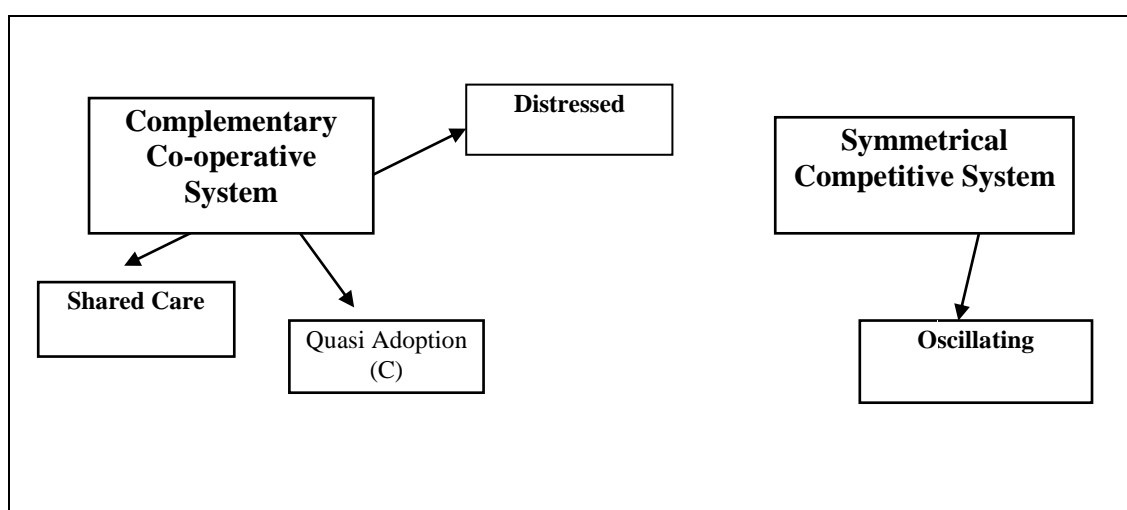 Complementary
Co-operative
System
Distressed
Symmetrical
Competitive System
Shared Care
Quasi Adoption
(C)
Oscillating